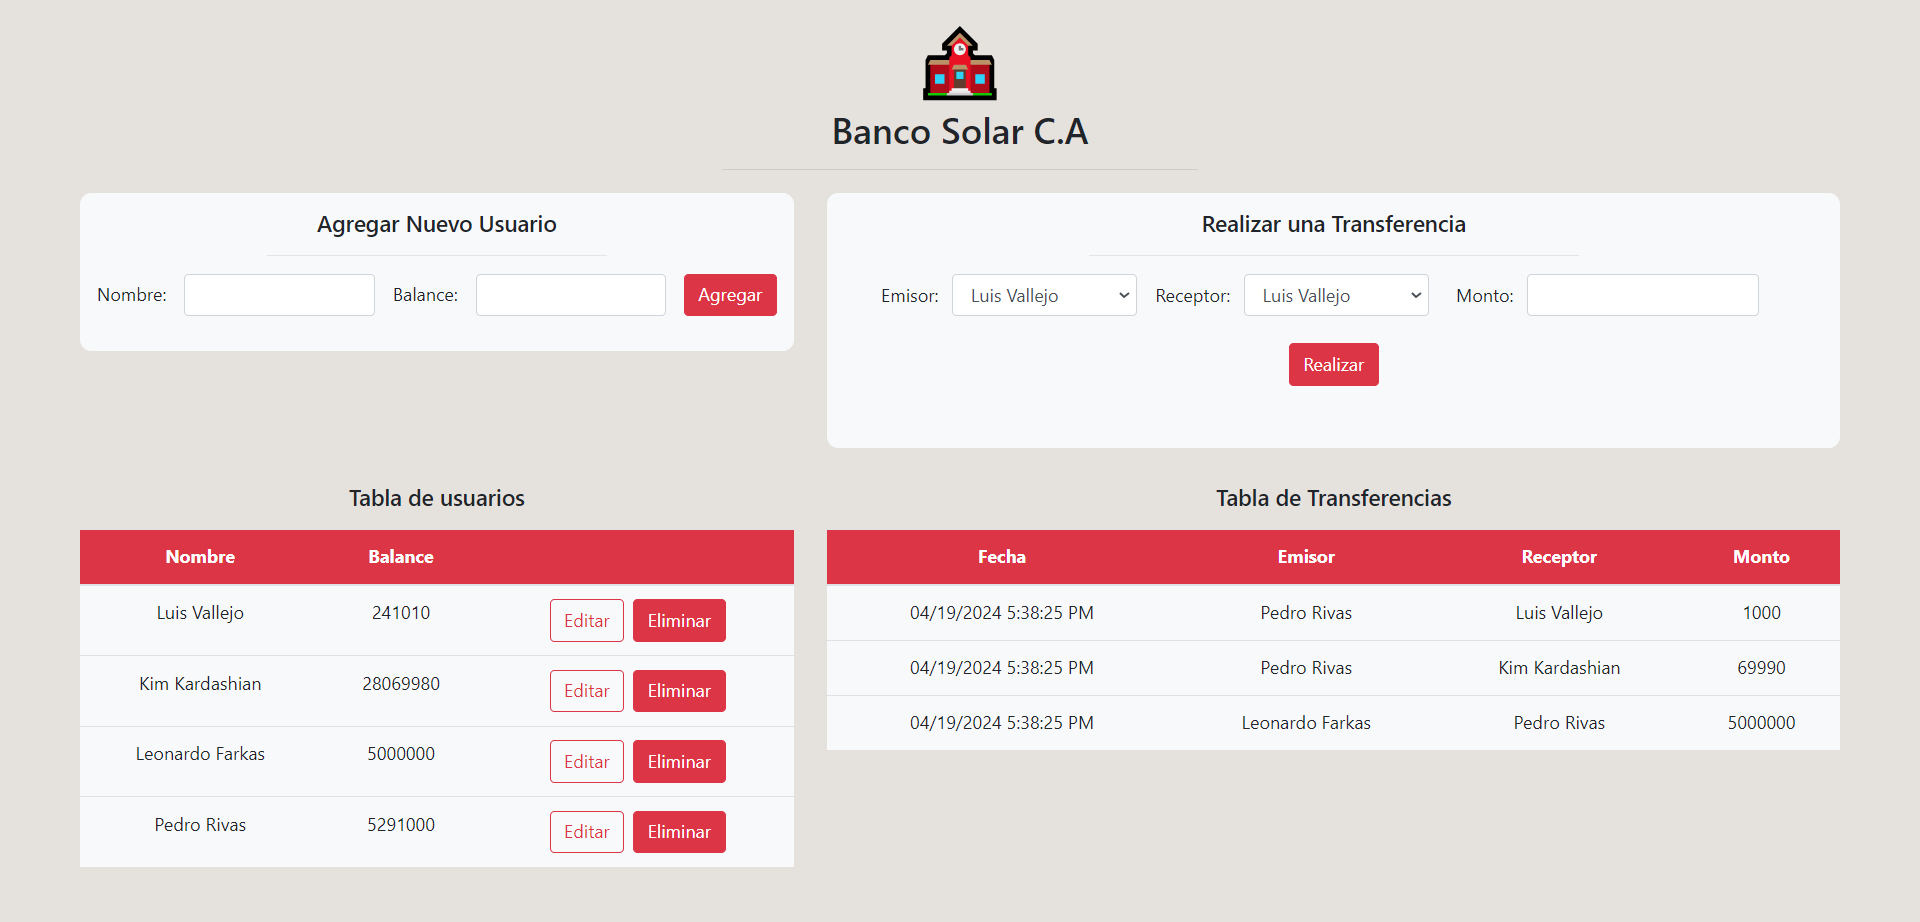 Banco Solar C.A
Agregar Nuevo Usuario
Nombre: Balance: Agregar
Realizar una Transferencia
Emisor: Luis Vallejo Receptor: Luis Vallejo Monto:
Realizar
Tabla de usuarios
Nombre Balance
Luis Vallejo 241010 Editar Eliminar
Kim Kardashian 28069980 Editar Eliminar
Leonardo Farkas 5000000 Editar Eliminar
Pedro Rivas 5291000 Editar Eliminar
Tabla de Transferencias
Fecha Emisor Receptor Monto
04/19/2024 5:38:25 PM Pedro Rivas Luis Vallejo 1000
04/19/2024 5:38:25 PM Pedro Rivas Kim Kardashian 69990
04/19/2024 5:38:25 PM Leonardo Farkas Pedro Rivas 5000000